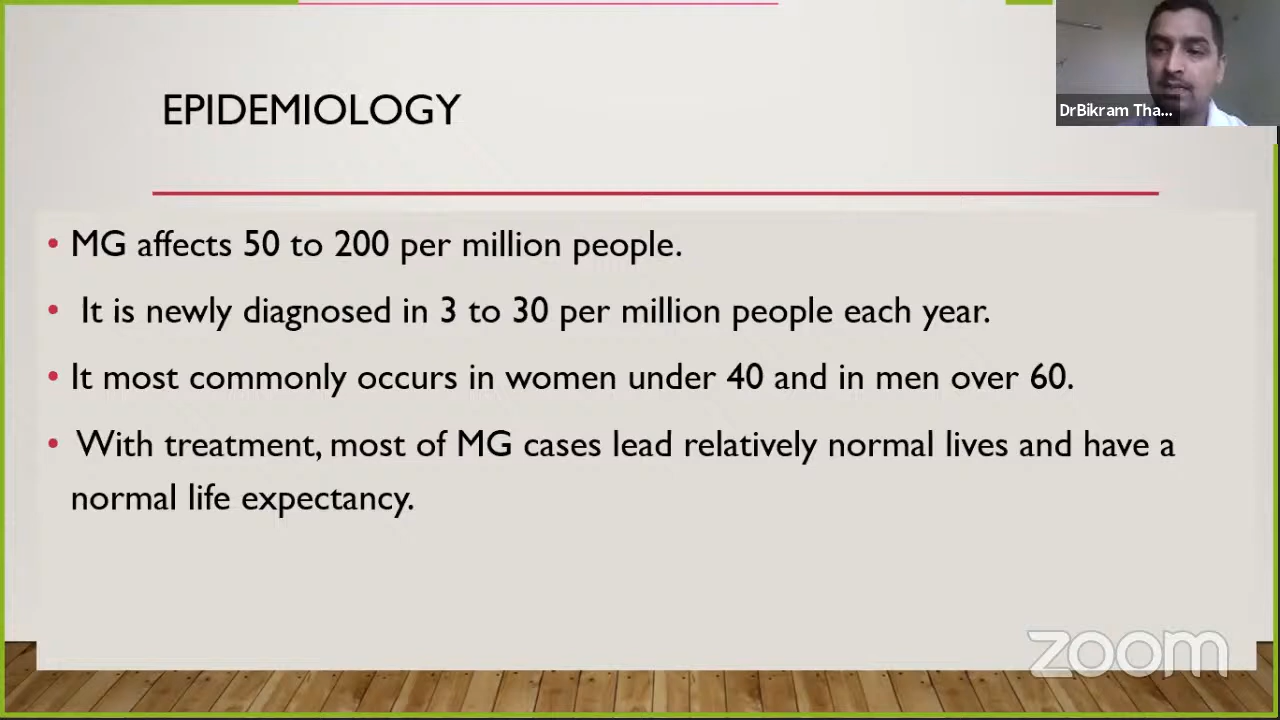 EPIDEMIOLOGY
DrBikram Tha...
• MG affects 50 to 200 per million people.
• It is newly diagnosed in 3 to 30 per million people each year.
• It most commonly occurs in women under 40 and in men over 60.
• With treatment, most of MG cases lead relatively normal lives and have a
normal life expectancy.
zoom